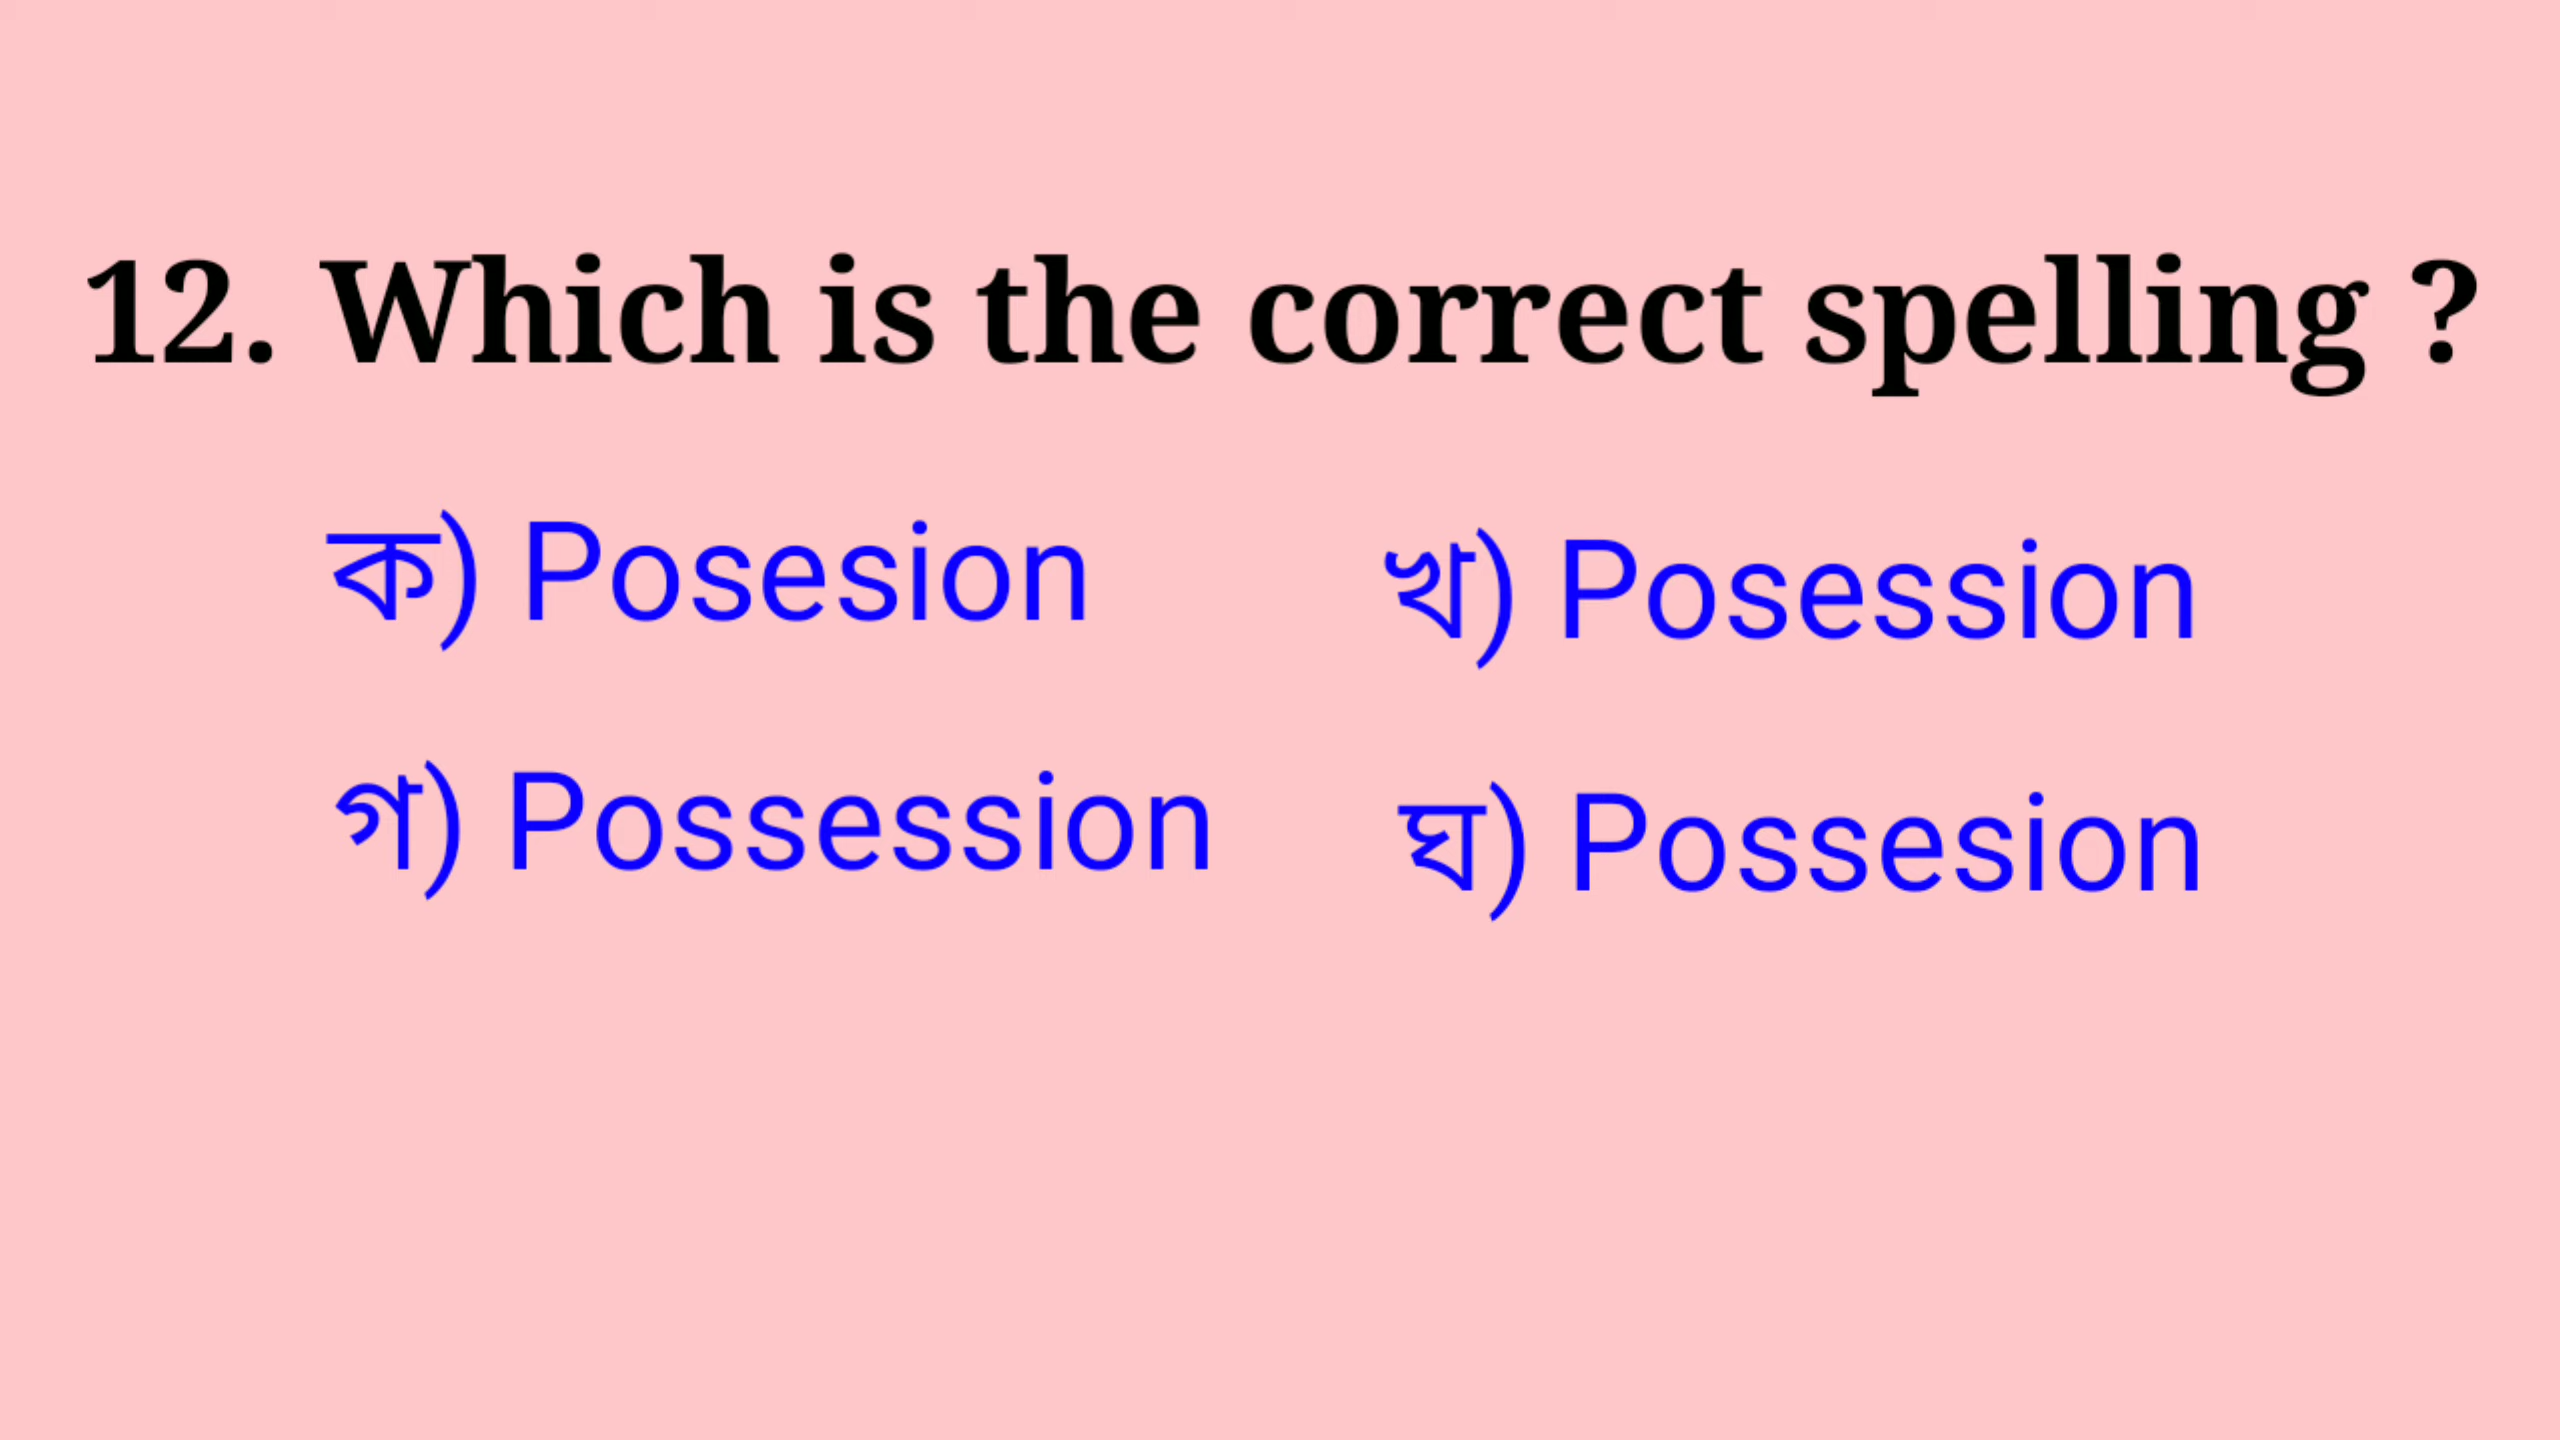 12. Which is the correct spelling ?
ক) Posesion খ) Posession
গ) Possession ঘ) Possesion